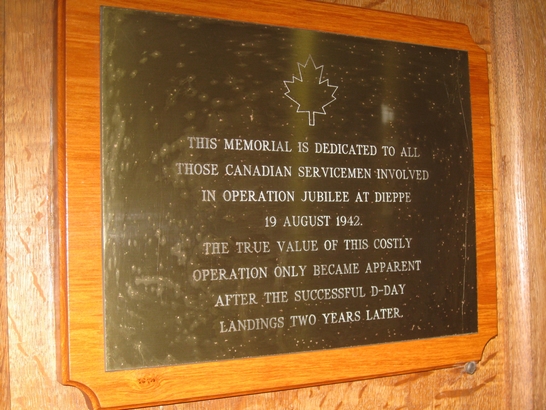 THIS MEMORIAL IS DEDICATED TO ALL
THOSE CANADIAN SERVICEMEN INVOLVED
IN OPERATION JUBILEE AT DIEPPE
19 AUGUST 1942.
THE TRUE VALUE OF THIS COSTLY
OPERATION ONLY BECAME APPARENT
AFTER THE SUCCESSFUL D-DAY
LANDINGS TWO YEARS LATER.